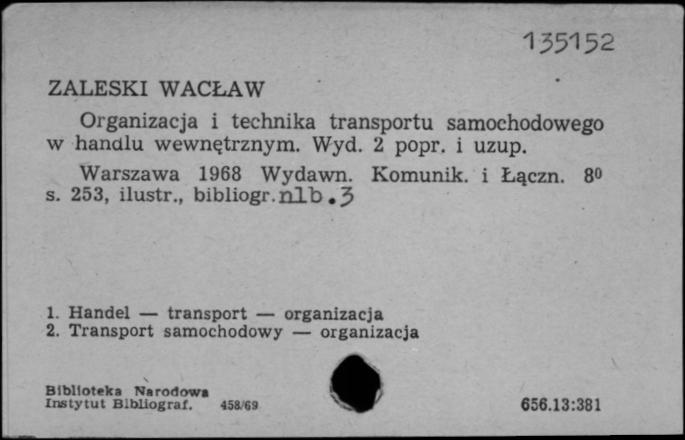 135152
ZALESKI WACŁAW
Organizacja i technika transportu samochodowego
w handlu wewnętrznym. Wyd. 2 popr. i uzup.
Warszawa 1968 Wydawn. Komunik. i Łączn. 8⁰
s. 253, ilustr., bibliogr. nlb. 3
1. Handel — transport — organizacja
2. Transport samochodowy — organizacja
Biblioteka Narodowa
Instytut Bibliograf. 458/69
656.13:381